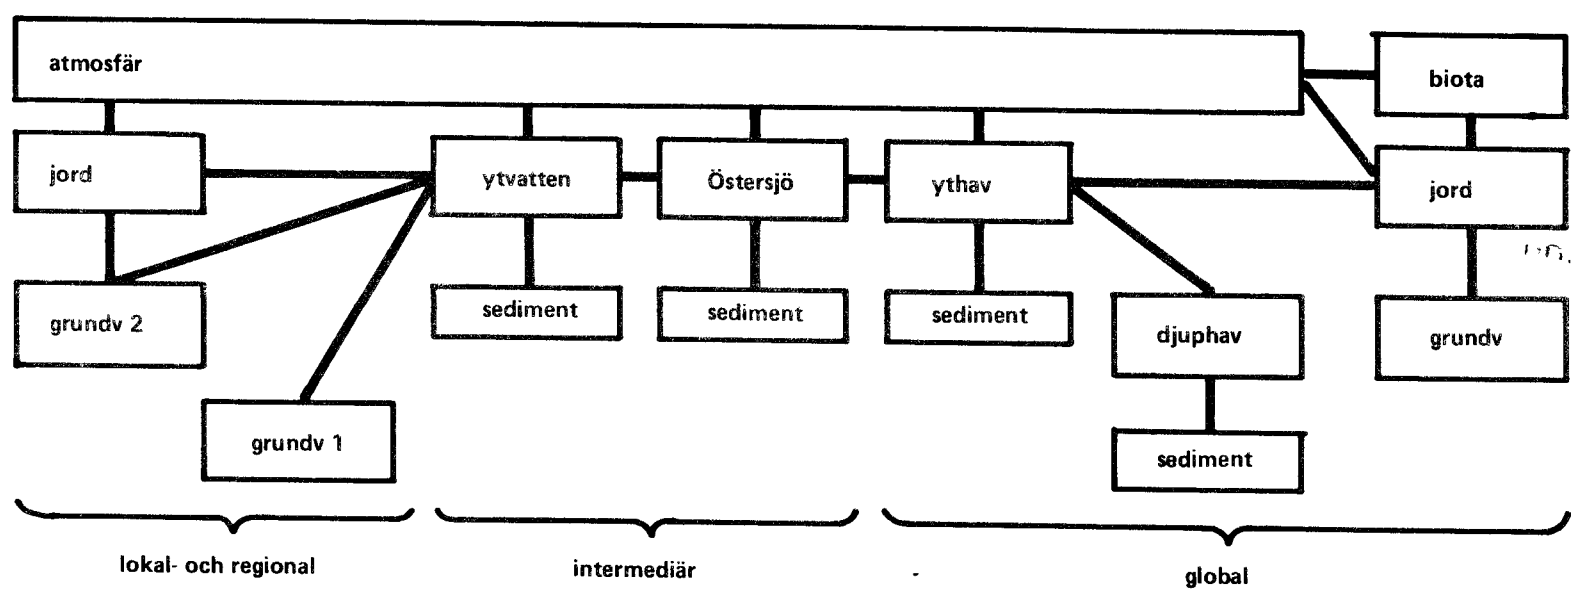 atmosfär
biota
jord
ytvatten
Östersjö
ythav
jord
grundv 2
sediment
sediment
sediment
djuphav
grundv
grundv 1
sediment
lokal- och regional
intermediär
global